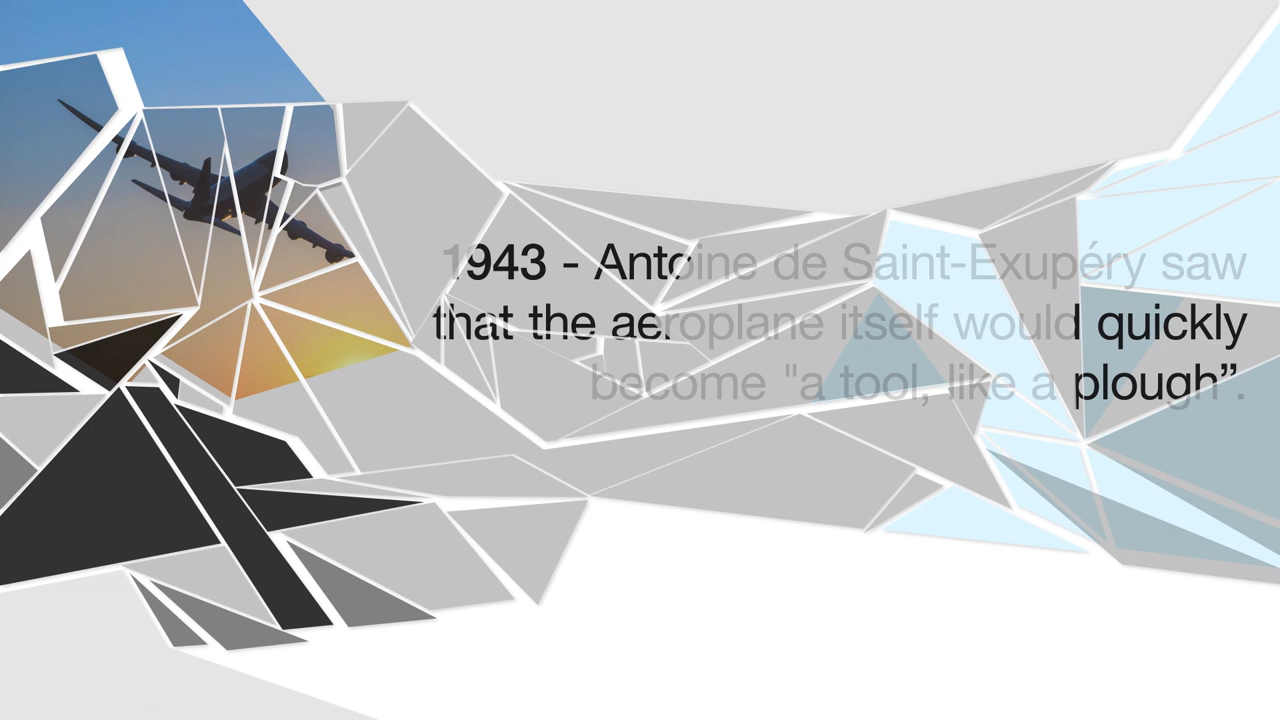 1943 - Antoine de Saint-Exupéry saw
that the aeroplane itself would quickly
become "a tool, like a plough”.